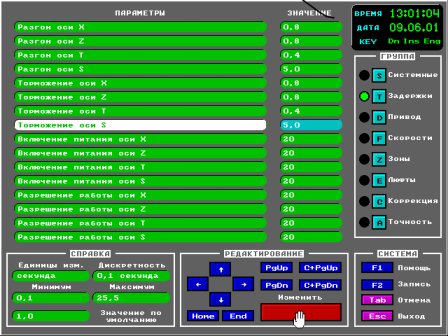 ПАРАМЕТРЫ ЗНАЧЕНИЕ
Разгон оси X 0,8
Разгон оси Z 0,8
Разгон оси T 0,4
Разгон оси S 5,0
Торможение оси X 0,8
Торможение оси Z 0,8
Торможение оси T 0,4
Торможение оси S 5,0
Включение питания оси X 20
Включение питания оси Z 20
Включение питания оси T 20
Включение питания оси S 20
Разрешение работы оси X 20
Разрешение работы оси Z 20
Разрешение работы оси T 20
Разрешение работы оси S 20
ВРЕМЯ 13:01:04
ДАТА 09.06.01
KEY Dn Ins Eng
ГРУППА
S Системные
T Задержки
D Привод
F Скорости
Z Зоны
L Люфты
C Коррекция
A Точность
СПРАВКА
Единицы изм. Дискретность
секунда 0,1 секунда
Минимум Максимум
0,1 25,5
1,0 Значение по умолчанию
РЕДАКТИРОВАНИЕ
↑ PgUp C+PgUp
← → PgDn C+PgDn
↓ Изменить
Home End
СИСТЕМА
F1 Помощь
F2 Запись
Tab Отмена
Esc Выход